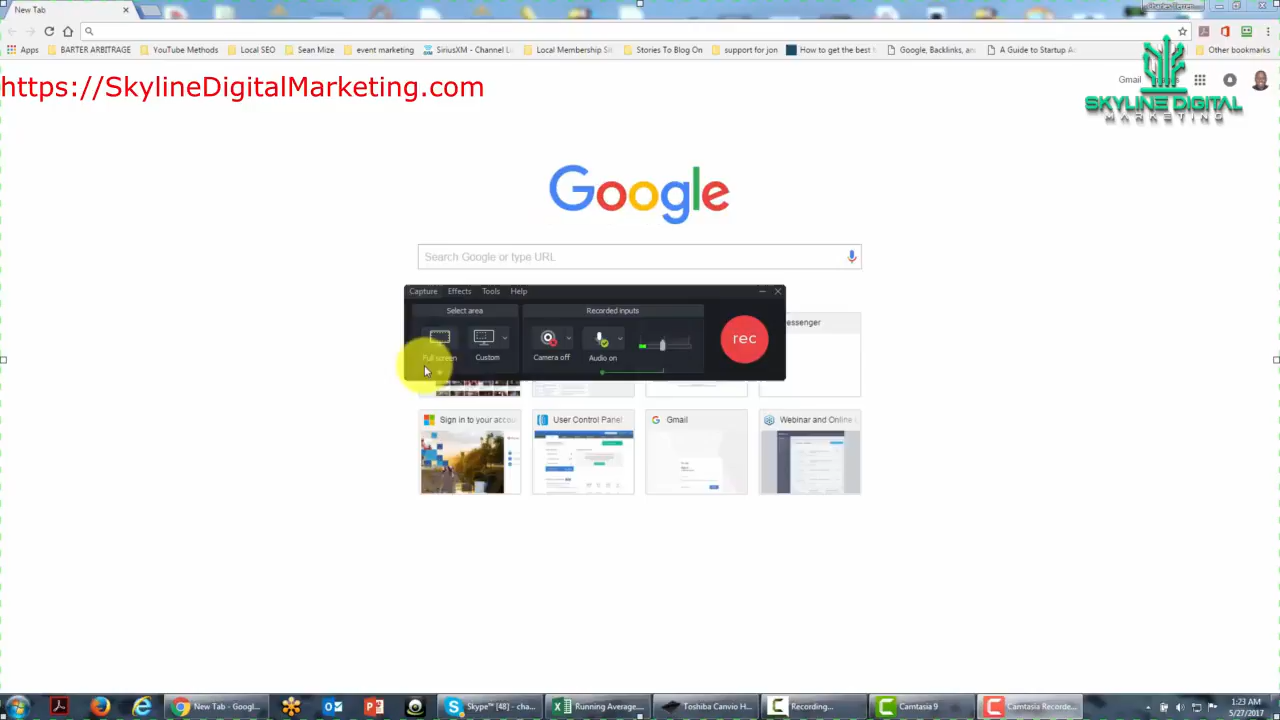 New Tab
Apps
BARTER ARBITRAGE
YouTube Methods
Local SEO
Sean Mize
event marketing
SiriusXM - Channel L
Local Membership Sit
Stories To Blog On
support for jon
How to get the best
Google, Backlinks, an
A Guide to Startup A
Other bookmarks
https://SkylineDigitalMarketing.com
Gmail
SKYLINE DIGITAL
MARKETING
Google
Search Google or type URL
Capture
Effects
Tools
Help
Select area
Recorded inputs
Full screen
Custom
Camera off
Audio on
rec
essenger
Sign in to your accou
User Control Panel
Gmail
Webinar and Online
New Tab - Googl...
Skype™ [48] - cha...
Running Average...
Toshiba Canvio H...
Recording...
Camtasia 9
Camtasia Recorde...
1:23 AM
5/27/2017